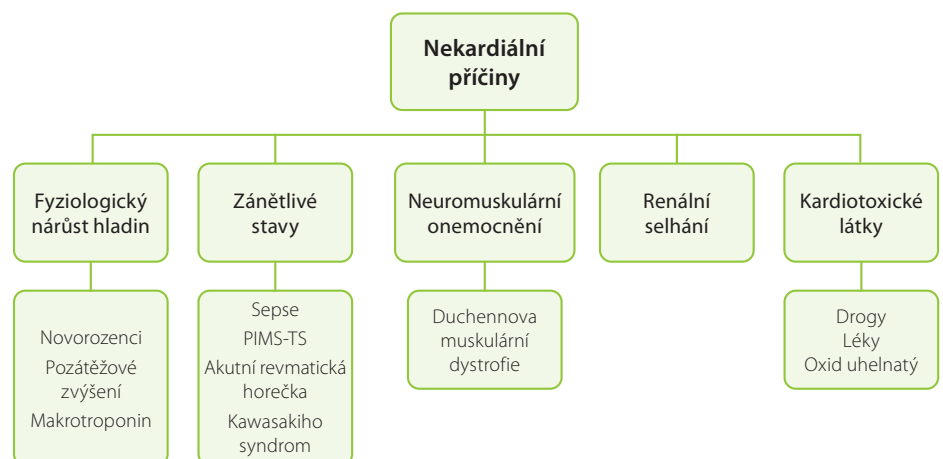 Nekardiální
příčiny
Fyziologický
nárůst hladin
Zánětlivé
stavy
Neuromuskulární
onemocnění
Renální
selhání
Kardiotoxické
látky
Novorozenci
Pozátěžové
zvýšení
Makrotroponin
Sepse
PIMS-TS
Akutní revmatická
horečka
Kawasakiho
syndrom
Duchennova
muskulární
dystrofie
Drogy
Léky
Oxid uhelnatý